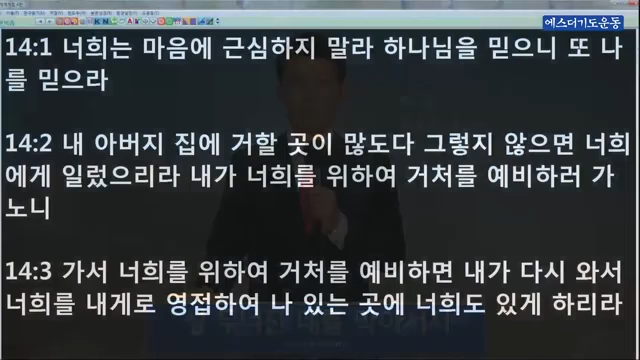 에스더기도운동
14:1 너희는 마음에 근심하지 말라 하나님을 믿으니 또 나
를 믿으라
14:2 내 아버지 집에 거할 곳이 많도다 그렇지 않으면 너희
에게 일렀으리라 내가 너희를 위하여 거처를 예비하러 가
노니
14:3 가서 너희를 위하여 거처를 예비하면 내가 다시 와서
너희를 내게로 영접하여 나 있는 곳에 너희도 있게 하리라